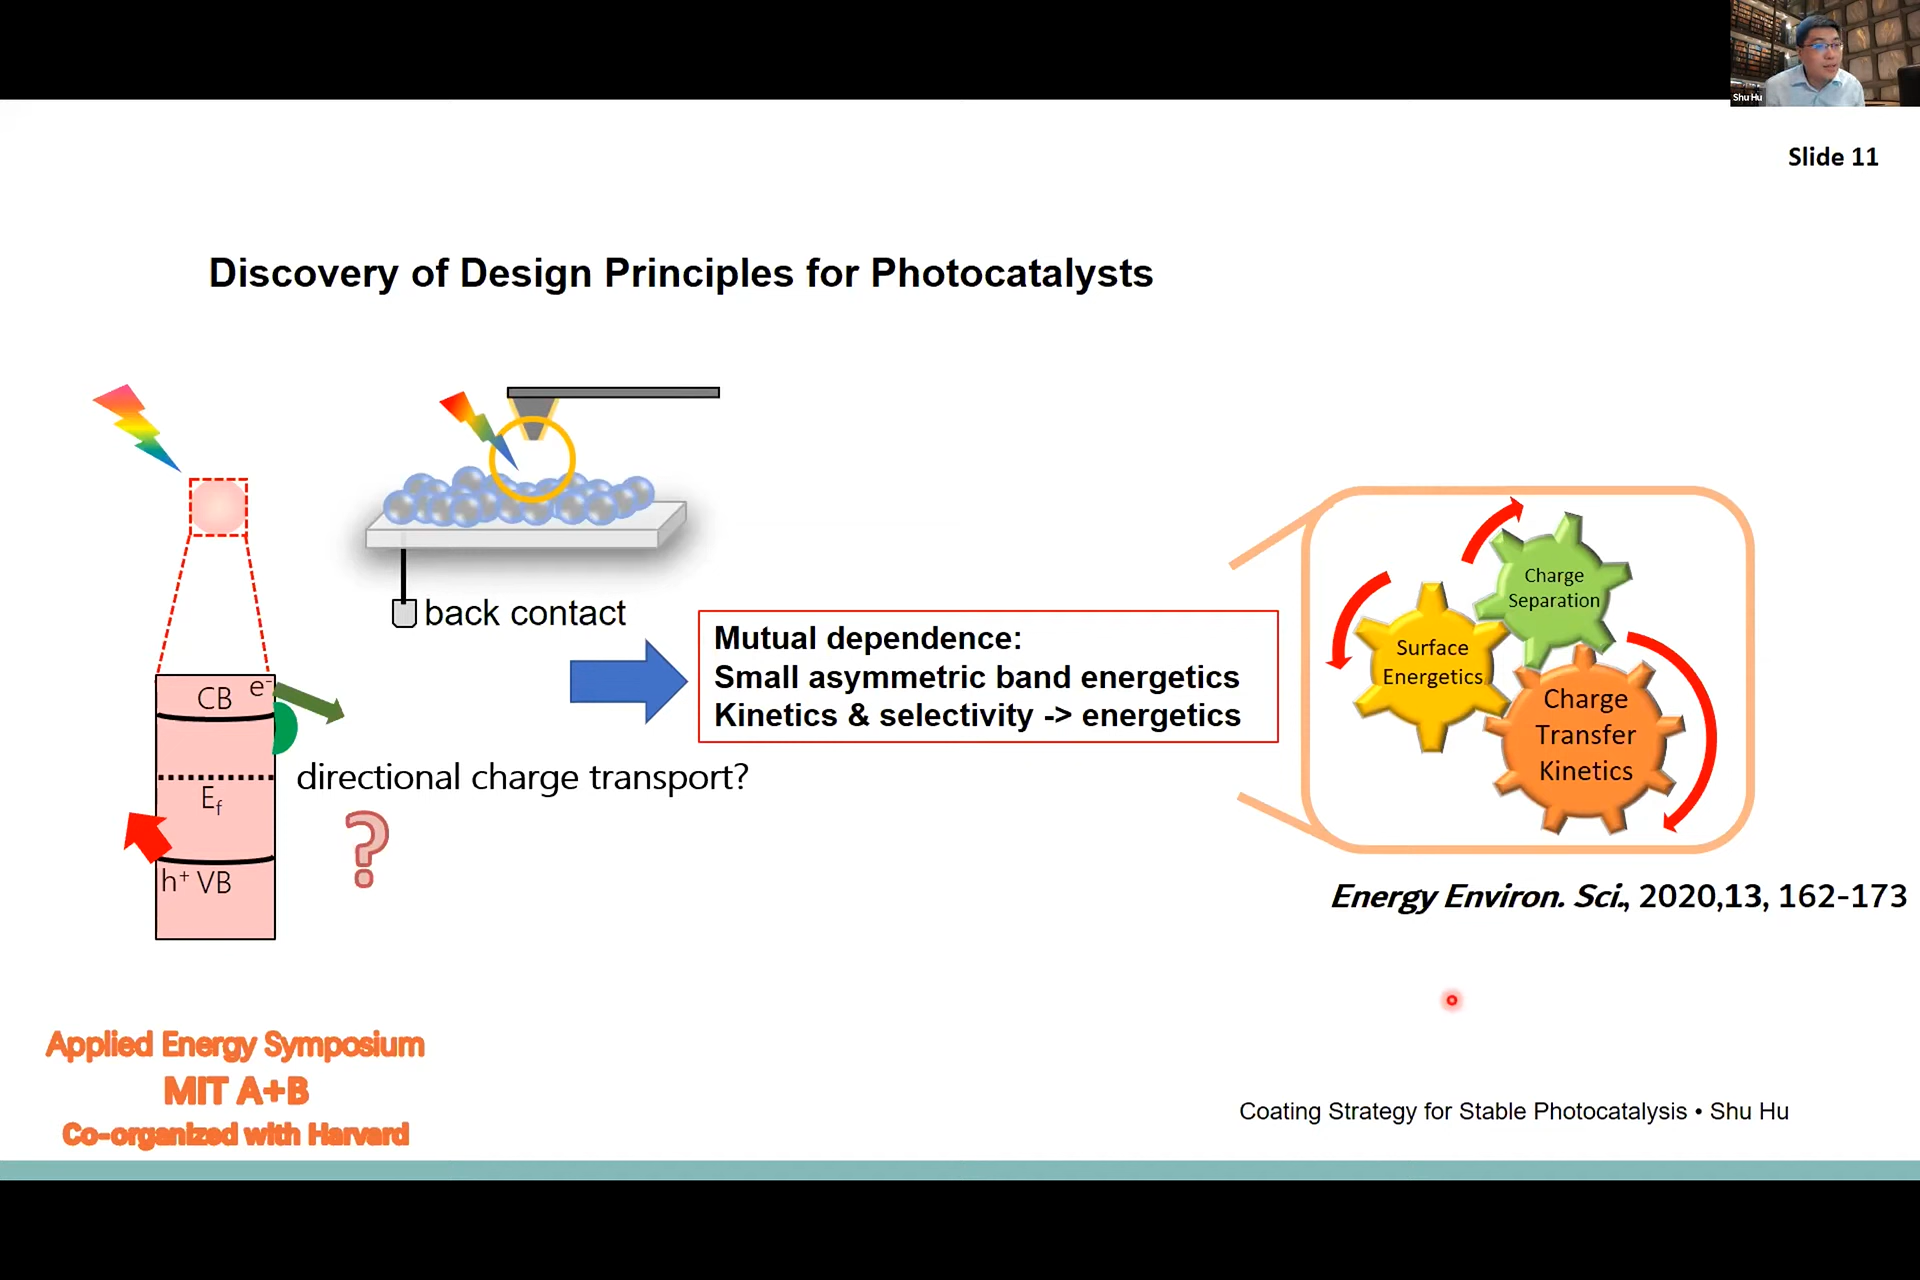 Shu Hu
Slide 11
Discovery of Design Principles for Photocatalysts
back contact
CB e-
Ef
h+ VB
directional charge transport?
?
Mutual dependence:
Small asymmetric band energetics
Kinetics & selectivity -> energetics
Charge
Separation
Surface
Energetics
Charge
Transfer
Kinetics
Energy Environ. Sci., 2020,13, 162-173
Applied Energy Symposium
MIT A+B
Co-organized with Harvard
Coating Strategy for Stable Photocatalysis • Shu Hu